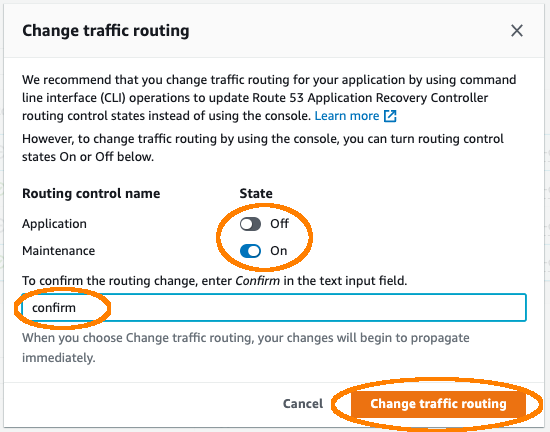 Change traffic routing
We recommend that you change traffic routing for your application by using command
line interface (CLI) operations to update Route 53 Application Recovery Controller
routing control states instead of using the console. Learn more
However, to change traffic routing by using the console, you can turn routing control
states On or Off below.
Routing control name State
Application Off
Maintenance On
To confirm the routing change, enter Confirm in the text input field.
confirm
When you choose Change traffic routing, your changes will begin to propagate
immediately.
Cancel Change traffic routing